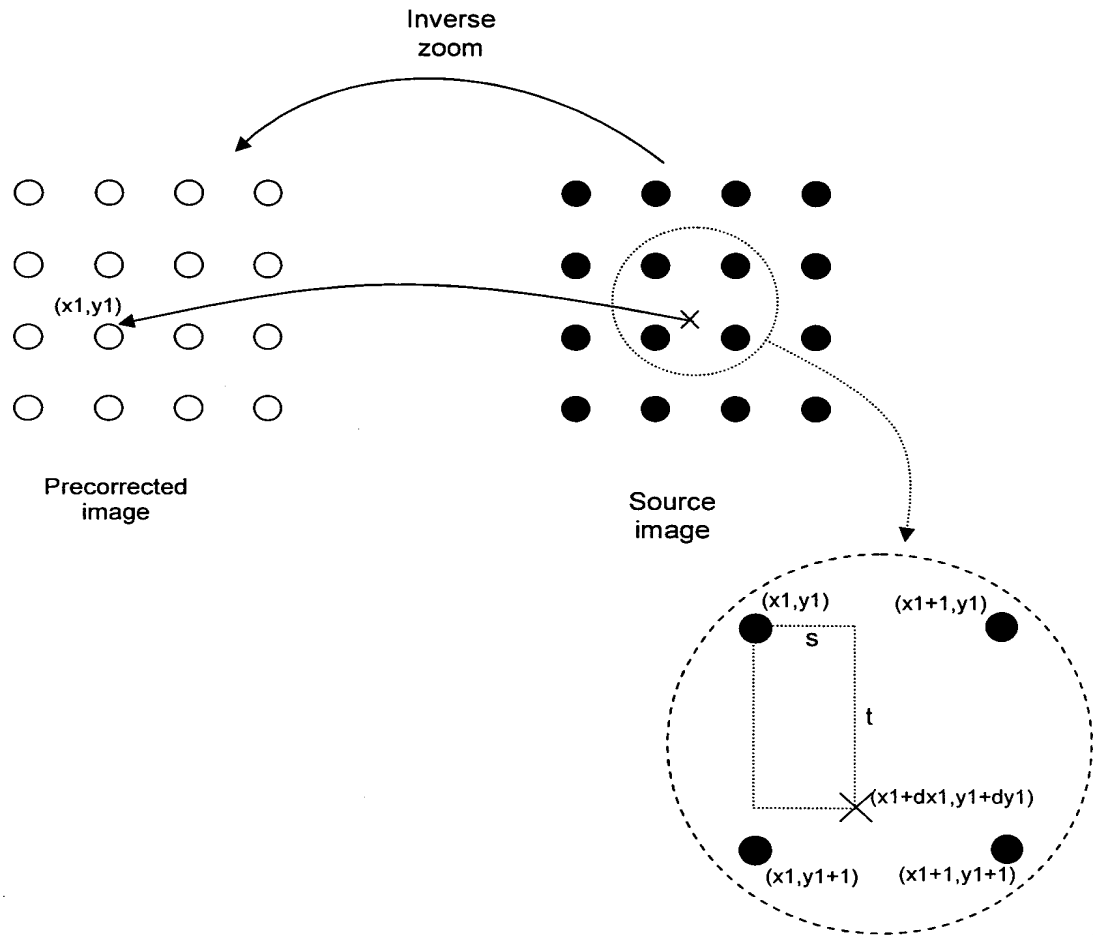 Inverse
zoom
(x1,y1)
Precorrected
image
Source
image
(x1,y1)
(x1+1,y1)
s
t
(x1+dx1,y1+dy1)
(x1,y1+1)
(x1+1,y1+1)